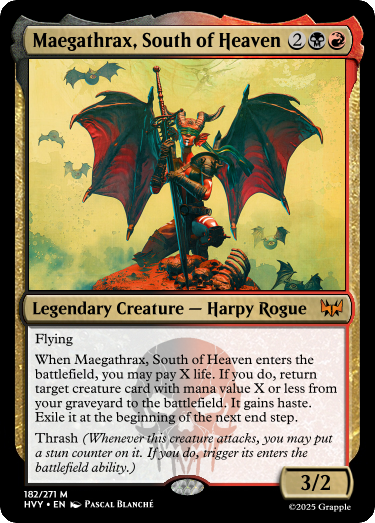 Maegathrax, South of Heaven 2
Legendary Creature — Harpy Rogue
Flying
When Maegathrax, South of Heaven enters the
battlefield, you may pay X life. If you do, return
target creature card with mana value X or less from
your graveyard to the battlefield. It gains haste.
Exile it at the beginning of the next end step.
Thrash (Whenever this creature attacks, you may put
a stun counter on it. If you do, trigger its enters the
battlefield ability.)
3/2
182/271 M
HVY • EN Pascal Blanché
©2025 Grapple